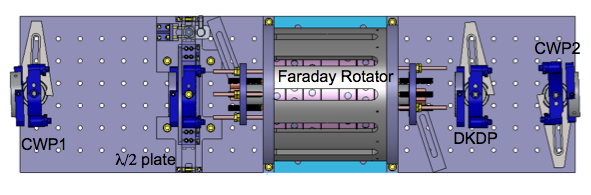 CWP2
Faraday Rotator
CWP1
λ/2 plate
DKDP